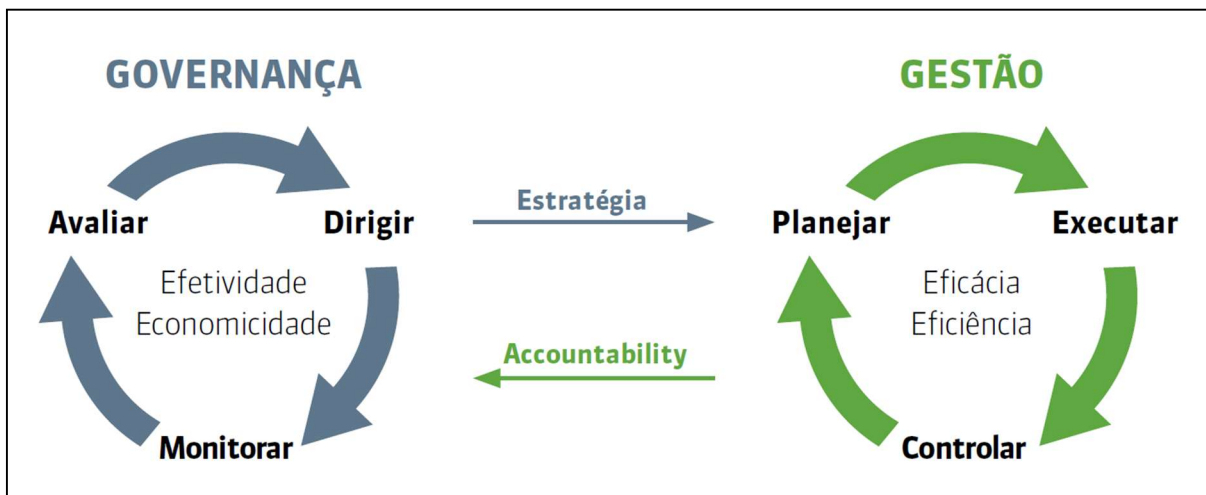 GOVERNANÇA
Avaliar
Dirigir
Efetividade
Economicidade
Monitorar
Estratégia
Accountability
GESTÃO
Planejar
Executar
Eficácia
Eficiência
Controlar